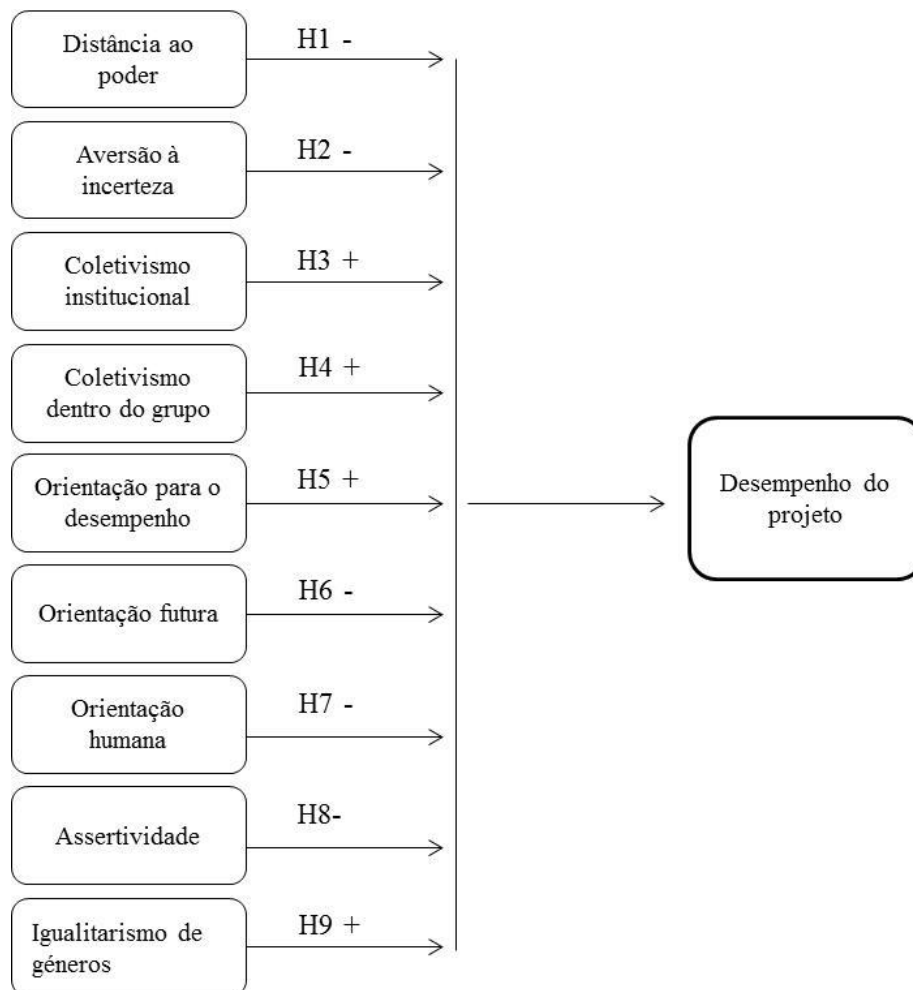 Distância ao
poder
H1 -
Aversão à
incerteza
H2 -
Coletivismo
institucional
H3 +
Coletivismo
dentro do grupo
H4 +
Orientação para o
desempenho
H5 +
Desempenho do
projeto
Orientação futura
H6 -
Orientação
humana
H7 -
Assertividade
H8-
Igualitarismo de
géneros
H9 +